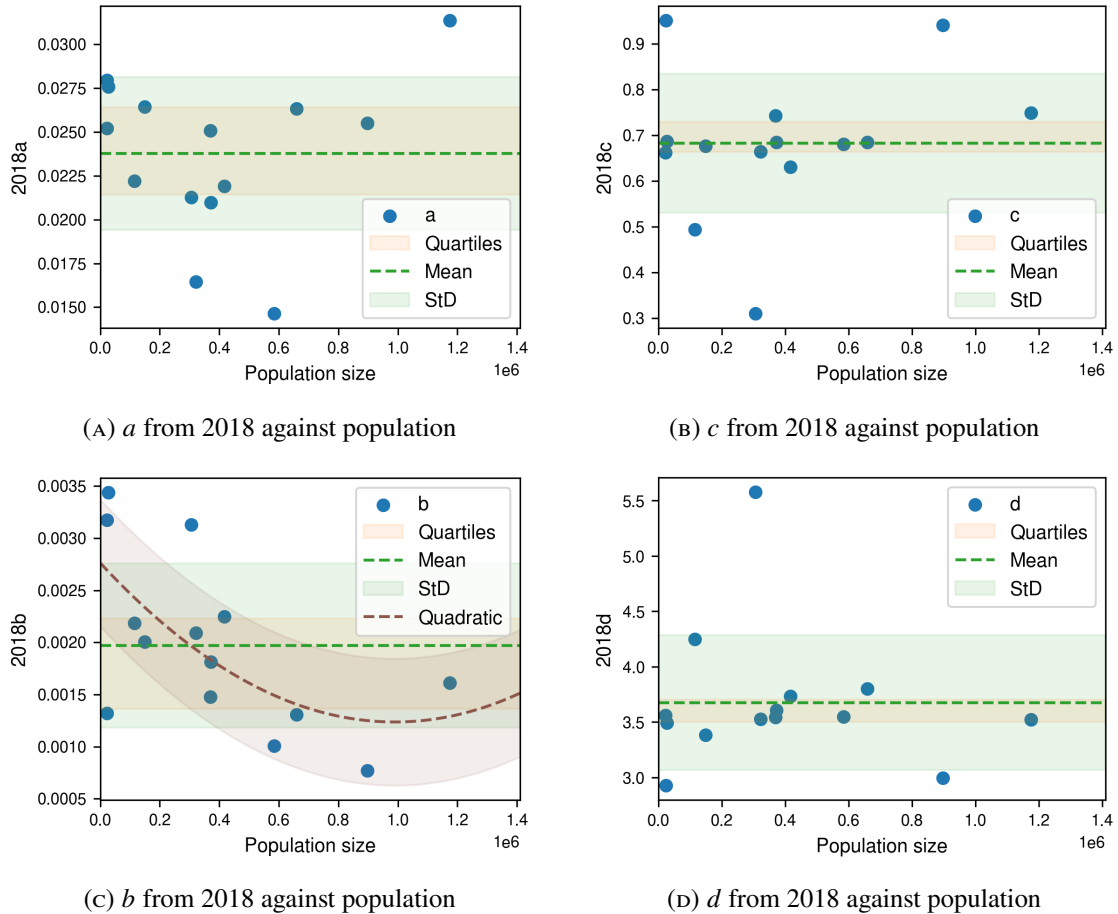 0.0300
0.0275
0.0250
0.0225
0.0200
0.0175
0.0150
2018a
a
Quartiles
Mean
StD
0.0 0.2 0.4 0.6 0.8 1.0 1.2 1.4
1e6
Population size
(A) a from 2018 against population
0.9
0.8
0.7
0.6
0.5
0.4
0.3
2018c
c
Quartiles
Mean
StD
0.0 0.2 0.4 0.6 0.8 1.0 1.2 1.4
1e6
Population size
(B) c from 2018 against population
0.0035
0.0030
0.0025
0.0020
0.0015
0.0010
0.0005
2018b
b
Quartiles
Mean
StD
Quadratic
0.0 0.2 0.4 0.6 0.8 1.0 1.2 1.4
1e6
Population size
(C) b from 2018 against population
5.5
5.0
4.5
4.0
3.5
3.0
2018d
d
Quartiles
Mean
StD
0.0 0.2 0.4 0.6 0.8 1.0 1.2 1.4
1e6
Population size
(D) d from 2018 against population